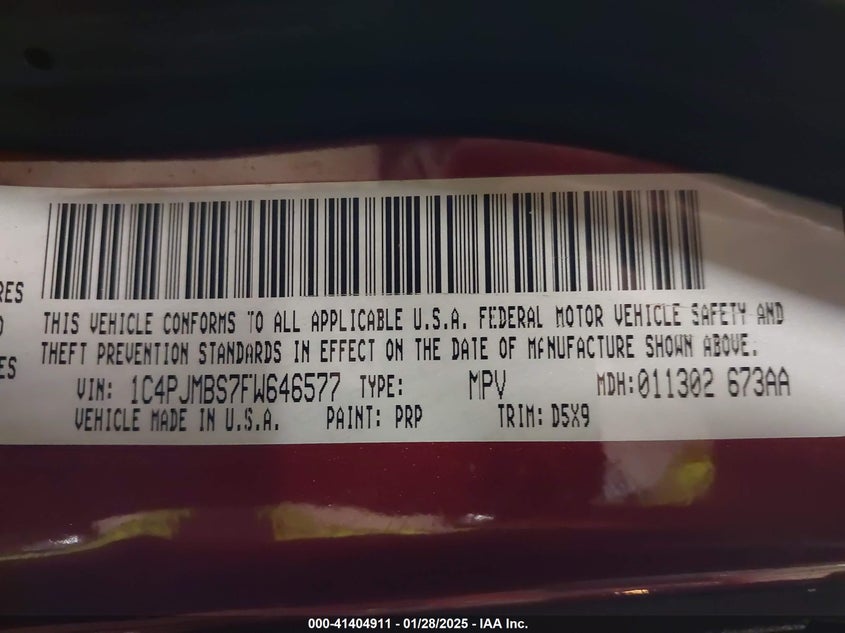 RES
THIS VEHICLE CONFORMS TO ALL APPLICABLE U.S.A. FEDERAL MOTOR VEHICLE SAFETY AND
THEFT PREVENTION STANDARDS IN EFFECT ON THE DATE OF MANUFACTURE SHOWN ABOVE.
ES
VIN: 1C4PJMBS7FW646577 TYPE: MPV MDH: 011302 673AA
VEHICLE MADE IN U.S.A. PAINT: PRP TRIM: D5X9
000-41404911 - 01/28/2025 - IAA Inc.